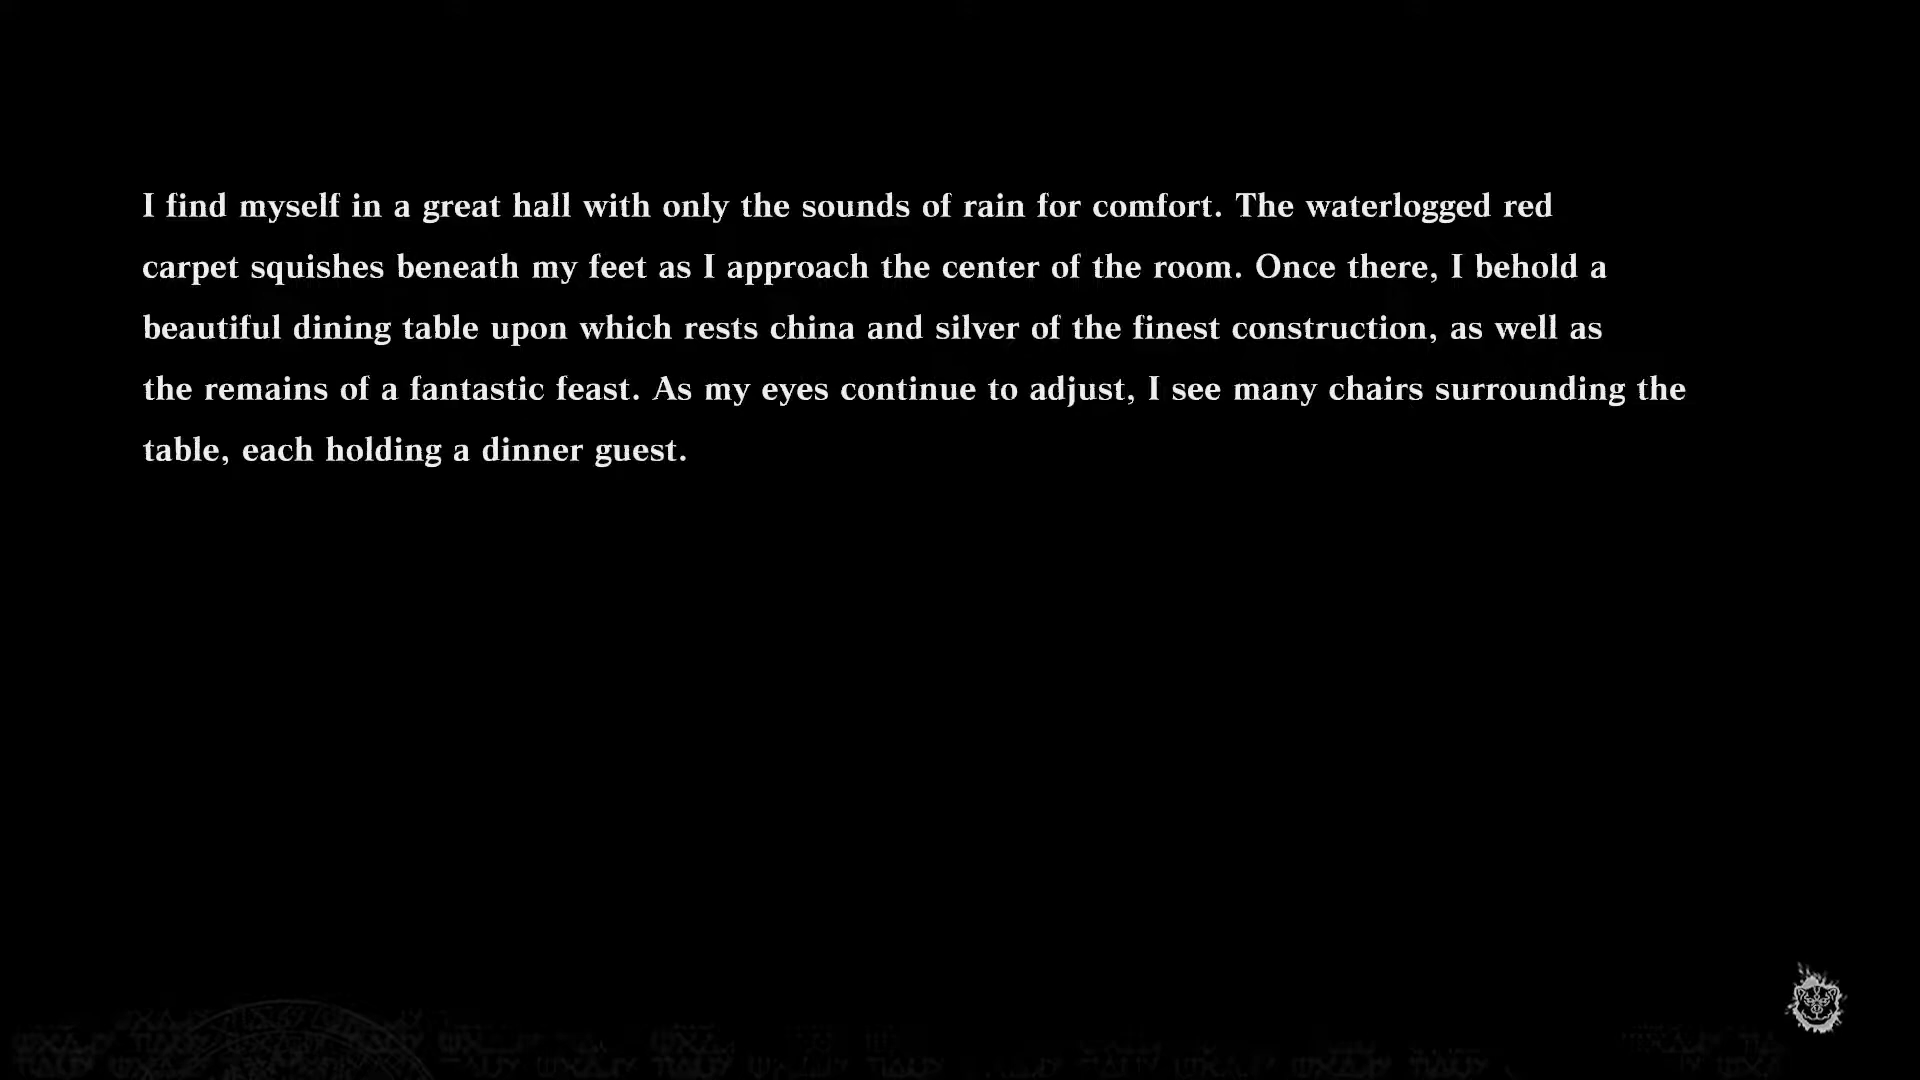 I find myself in a great hall with only the sounds of rain for comfort. The waterlogged red
carpet squishes beneath my feet as I approach the center of the room. Once there, I behold a
beautiful dining table upon which rests china and silver of the finest construction, as well as
the remains of a fantastic feast. As my eyes continue to adjust, I see many chairs surrounding the
table, each holding a dinner guest.